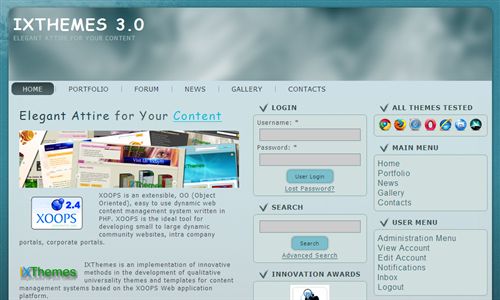 IXTHEMES 3.0
ELEGANT ATTIRE FOR YOUR CONTENT
HOME
PORTFOLIO
FORUM
NEWS
GALLERY
CONTACTS
Elegant Attire for Your Content
XOOPS 2.4
XOOPS is an extensible, OO (Object
Oriented), easy to use dynamic web
content management system written in
PHP. XOOPS is the ideal tool for
developing small to large dynamic
community websites, intra company
portals, corporate portals.
IXThemes
IXThemes is an implementation of innovative
methods in the development of qualitative
universality themes and templates for content
management systems based on the XOOPS Web application
platform.
LOGIN
Username: *
Password: *
User Login
Lost Password?
SEARCH
Search
Advanced Search
INNOVATION AWARDS
ALL THEMES TESTED
MAIN MENU
Home
Portfolio
News
Gallery
Contacts
USER MENU
Administration Menu
View Account
Edit Account
Notifications
Inbox
Logout